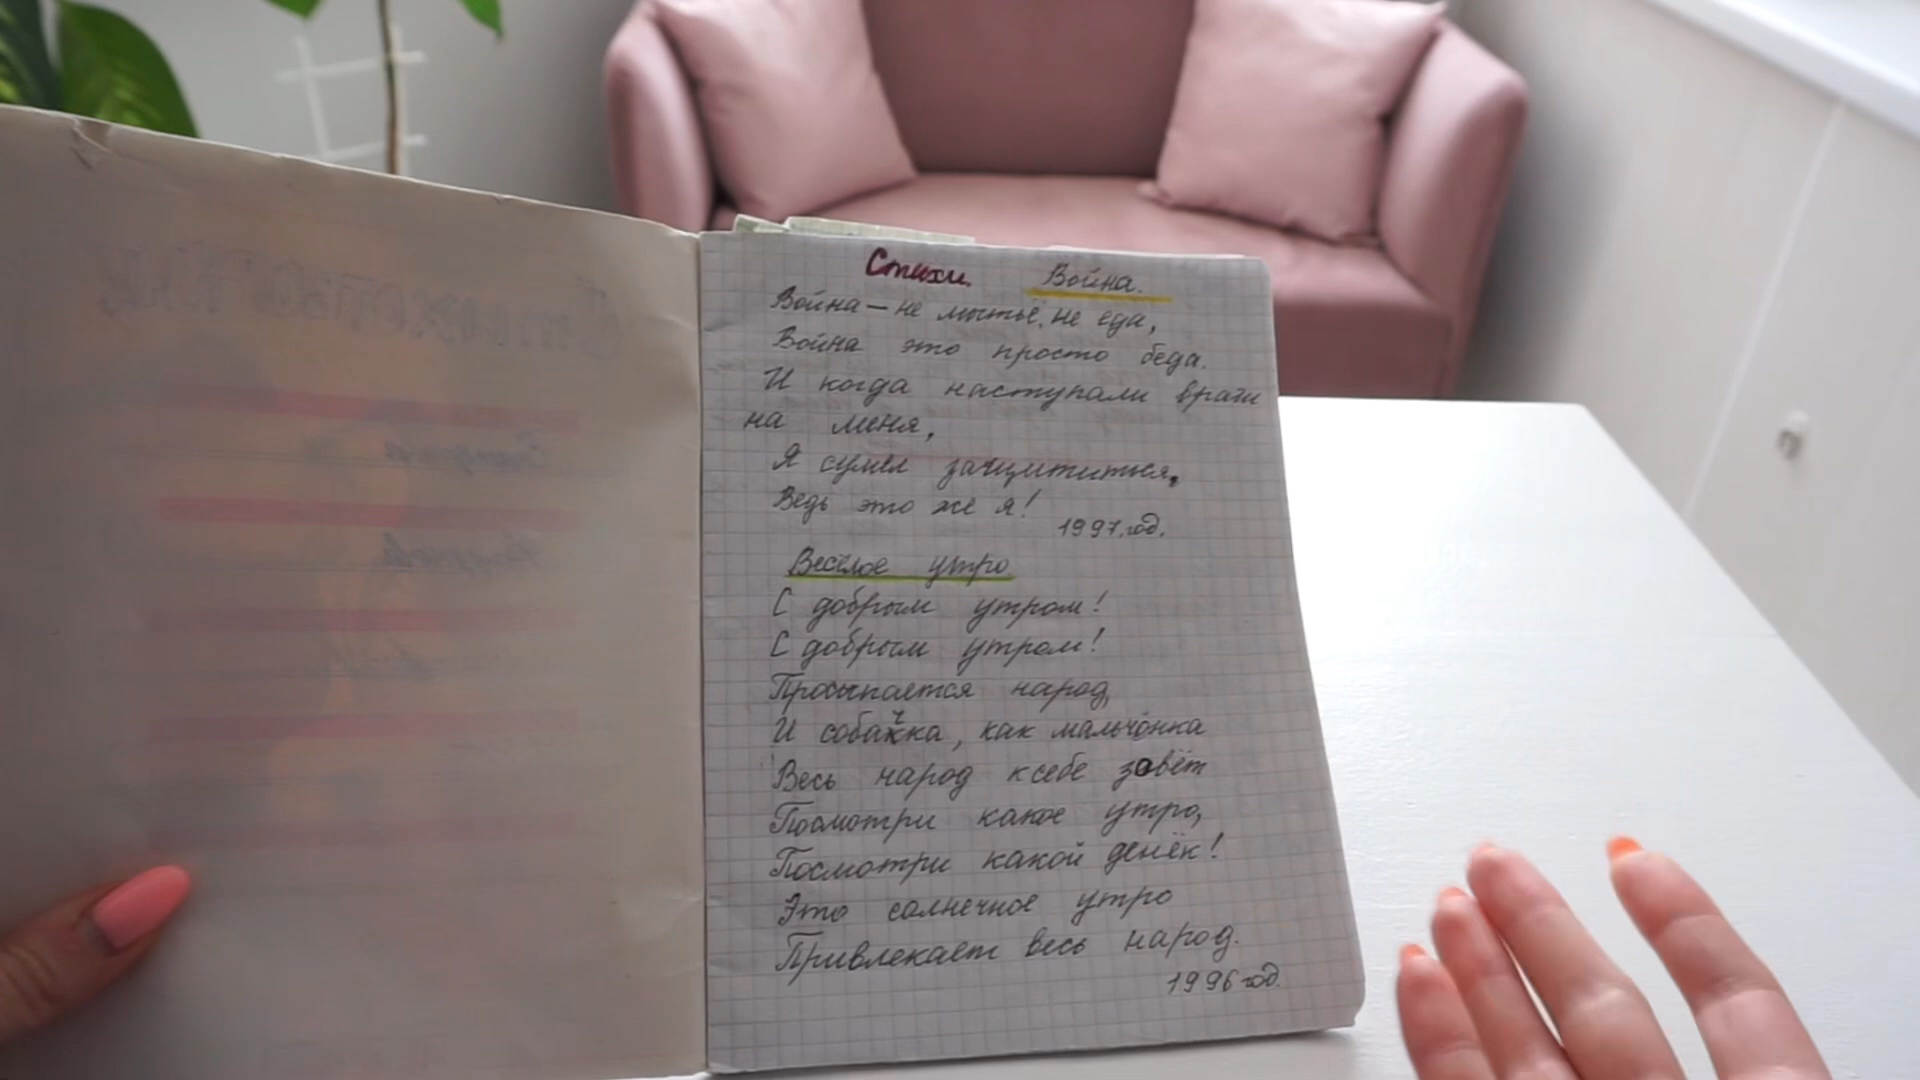 Стихи. Война.
Война – не мытьё, не еда,
Война это просто беда.
И когда наступали враги
на меня,
Я сумел защититься,
Ведь это же я!
1997.год.
Весёлое утро
С добрым утром!
С добрым утром!
Просыпается народ,
И собачка, как мальчонка
Весь народ к себе зовёт
Посмотри какое утро,
Посмотри какой денёк!
Это солнечное утро
Привлекает весь народ.
1996 год.